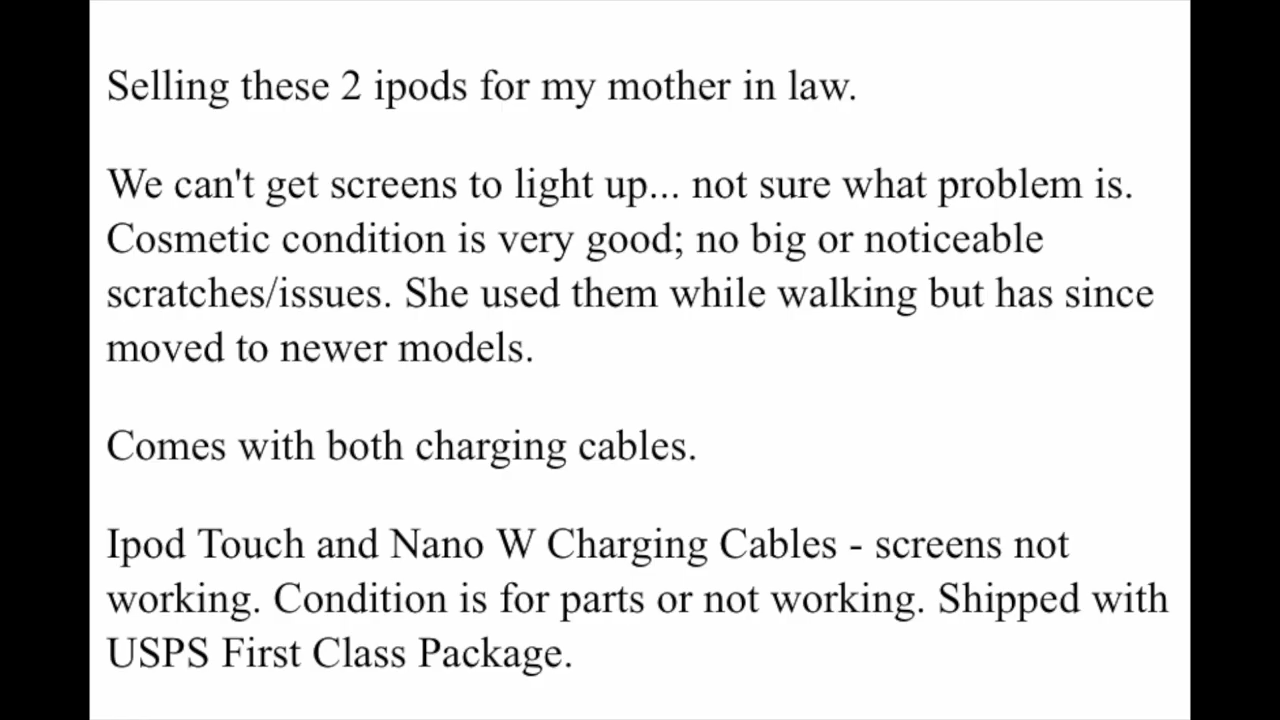 Selling these 2 ipods for my mother in law.
We can't get screens to light up... not sure what problem is.
Cosmetic condition is very good; no big or noticeable
scratches/issues. She used them while walking but has since
moved to newer models.
Comes with both charging cables.
Ipod Touch and Nano W Charging Cables - screens not
working. Condition is for parts or not working. Shipped with
USPS First Class Package.